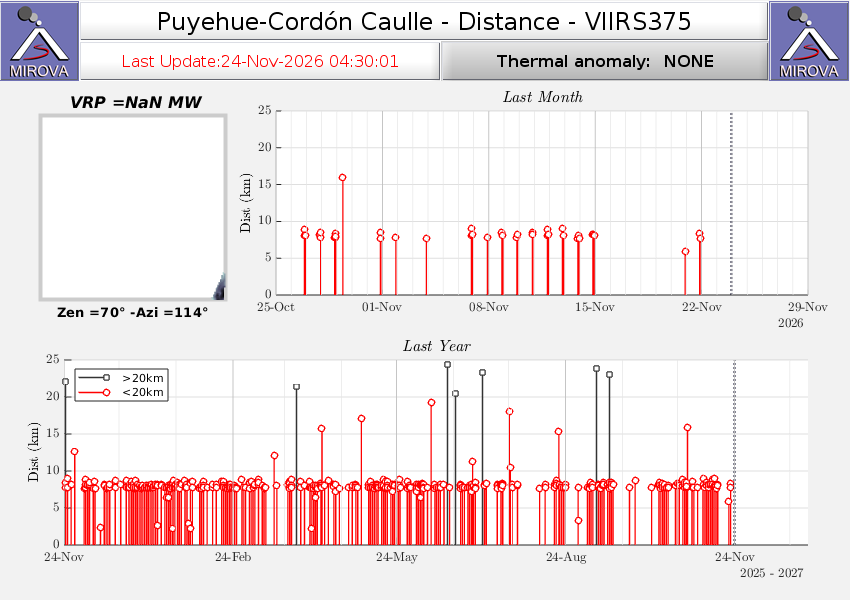 Puyehue-Cordón Caulle - Distance - VIIRS375
MIROVA
Last Update:24-Nov-2026 04:30:01
Thermal anomaly: NONE
MIROVA
VRP =NaN MW
Zen =70° -Azi =114°
Last Month
Dist (km)
25
20
15
10
5
0
25-Oct
01-Nov
08-Nov
15-Nov
22-Nov
29-Nov
2026
Last Year
Dist (km)
25
20
15
10
5
0
>20km
<20km
24-Nov
24-Feb
24-May
24-Aug
24-Nov
2025 - 2027